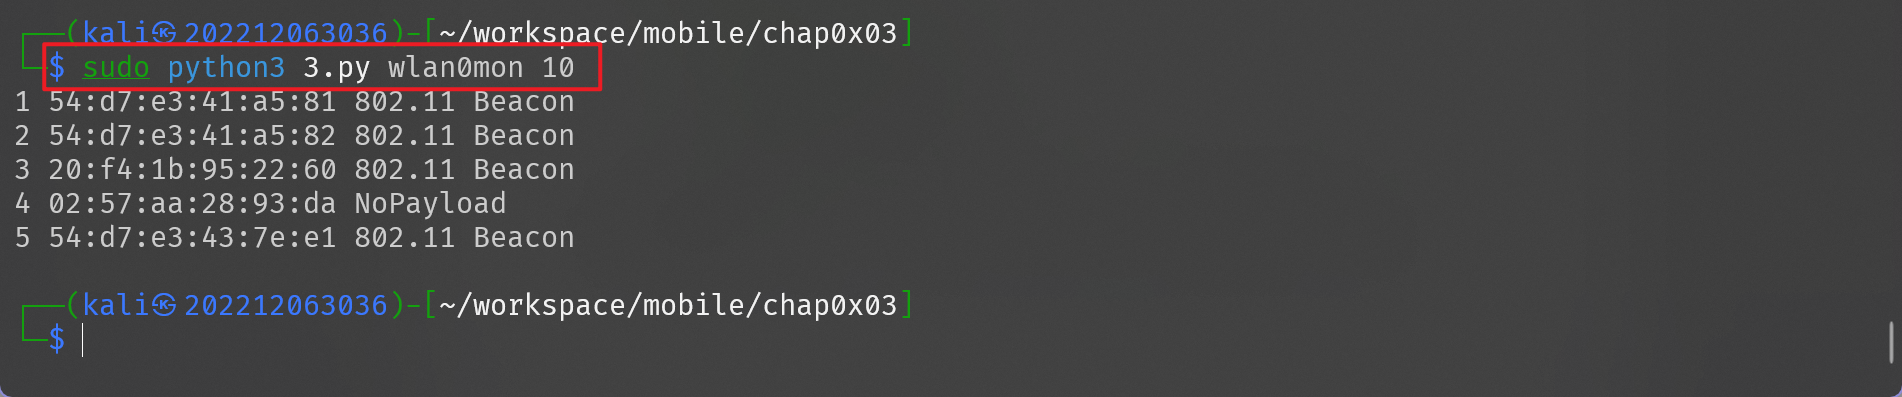 ┌──(kali㉿202212063036)-[~/workspace/mobile/chap0x03]
└─$ sudo python3 3.py wlan0mon 10
1 54:d7:e3:41:a5:81 802.11 Beacon
2 54:d7:e3:41:a5:82 802.11 Beacon
3 20:f4:1b:95:22:60 802.11 Beacon
4 02:57:aa:28:93:da NoPayload
5 54:d7:e3:43:7e:e1 802.11 Beacon
┌──(kali㉿202212063036)-[~/workspace/mobile/chap0x03]
└─$